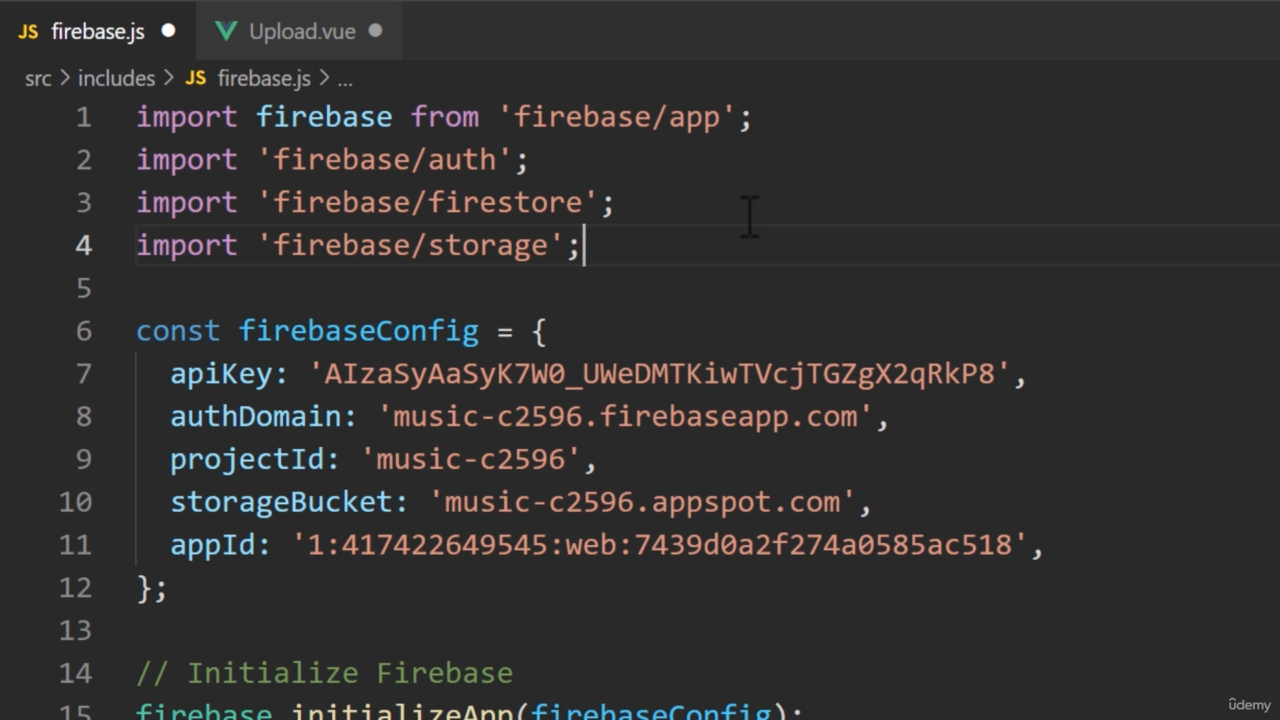 JS firebase.js Upload.vue
src > includes > JS firebase.js > ...
1 import firebase from 'firebase/app';
2 import 'firebase/auth';
3 import 'firebase/firestore';
4 import 'firebase/storage';
5
6 const firebaseConfig = {
7 apiKey: 'AIzaSyAaSyK7W0_UWeDMTKiwTVcjTGZgX2qRkP8',
8 authDomain: 'music-c2596.firebaseapp.com',
9 projectId: 'music-c2596',
10 storageBucket: 'music-c2596.appspot.com',
11 appId: '1:417422649545:web:7439d0a2f274a0585ac518',
12 };
13
14 // Initialize Firebase
15 firebase.initializeApp(firebaseConfig);
ûdemy